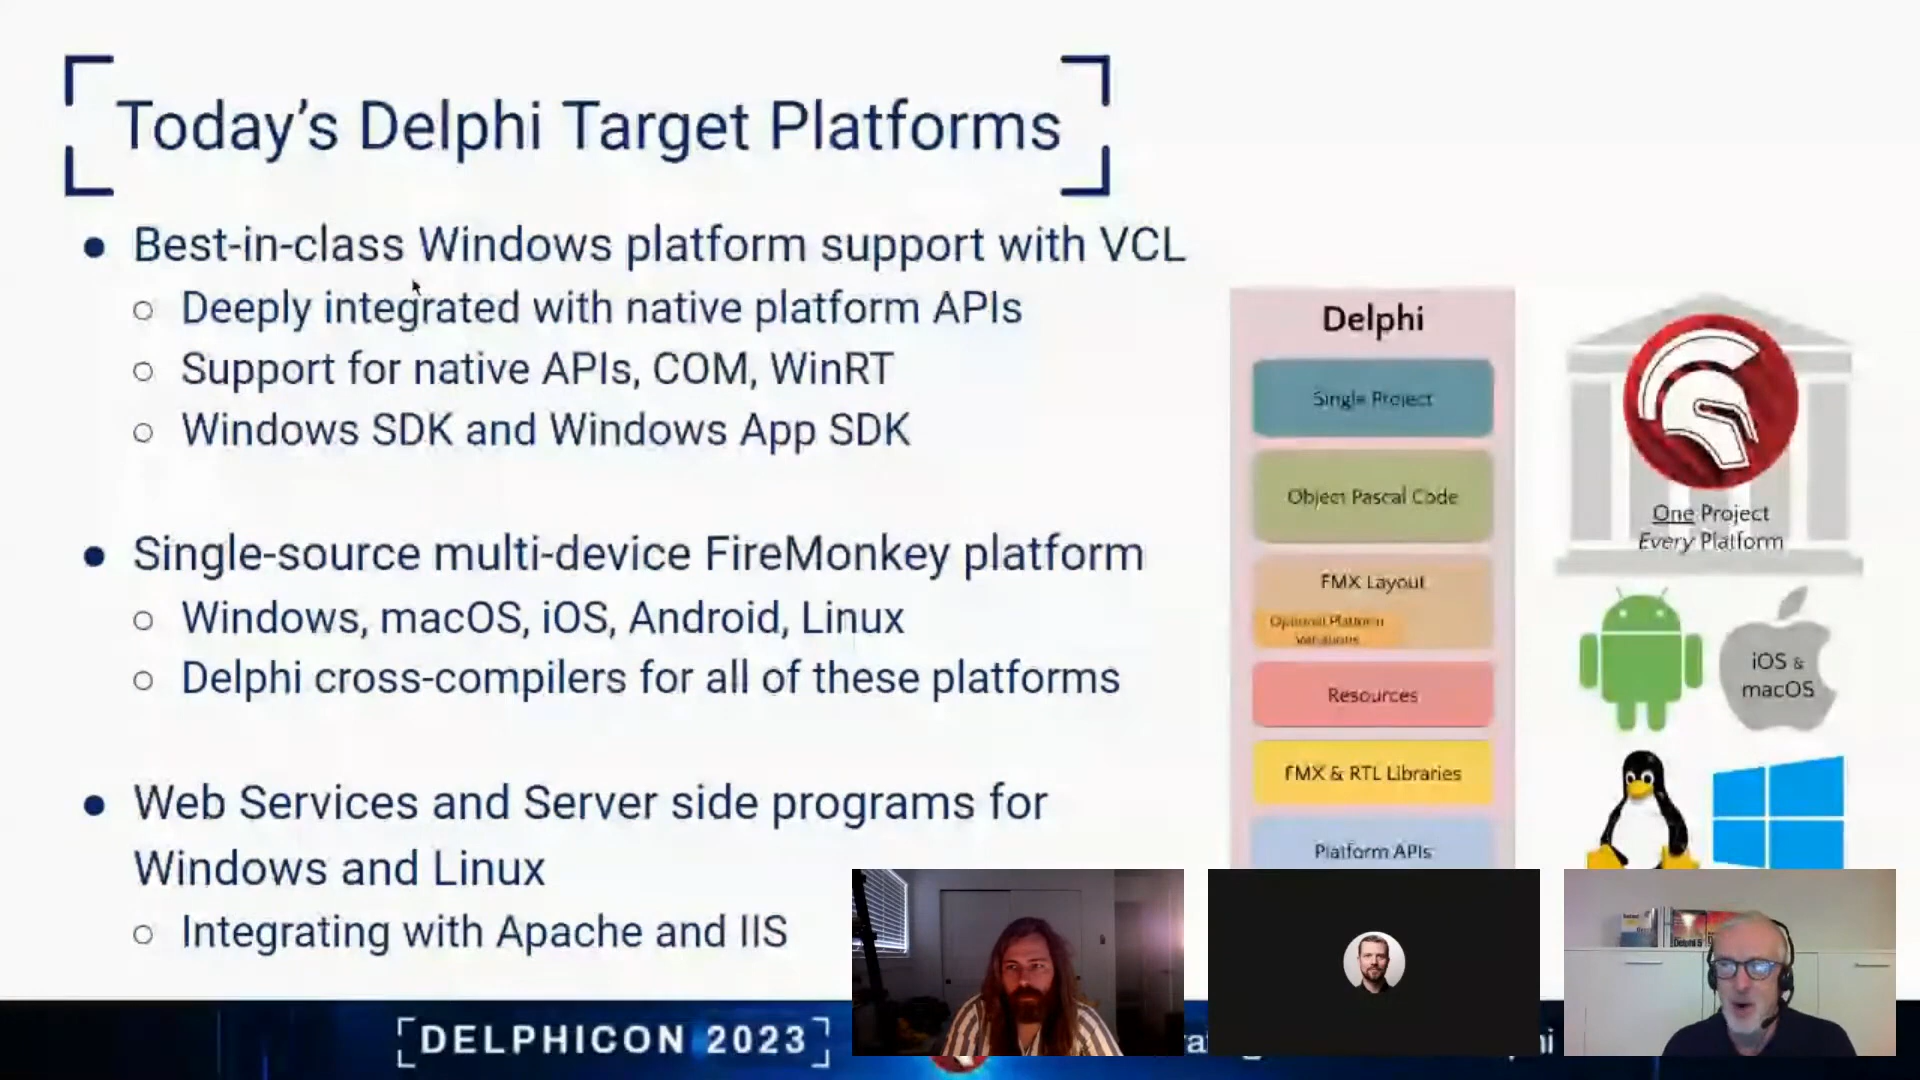 Today's Delphi Target Platforms
Best-in-class Windows platform support with VCL
Deeply integrated with native platform APIs
Support for native APIs, COM, WinRT
Windows SDK and Windows App SDK
Single-source multi-device FireMonkey platform
Windows, macOS, iOS, Android, Linux
Delphi cross-compilers for all of these platforms
Web Services and Server side programs for
Windows and Linux
Integrating with Apache and IIS
Delphi
Single Project
Object Pascal Code
FMX Layout
Optional Platform
Variations
Resources
FMX & RTL Libraries
Platform APIs
One Project
Every Platform
iOS &
macOS
DELPHICON 2023